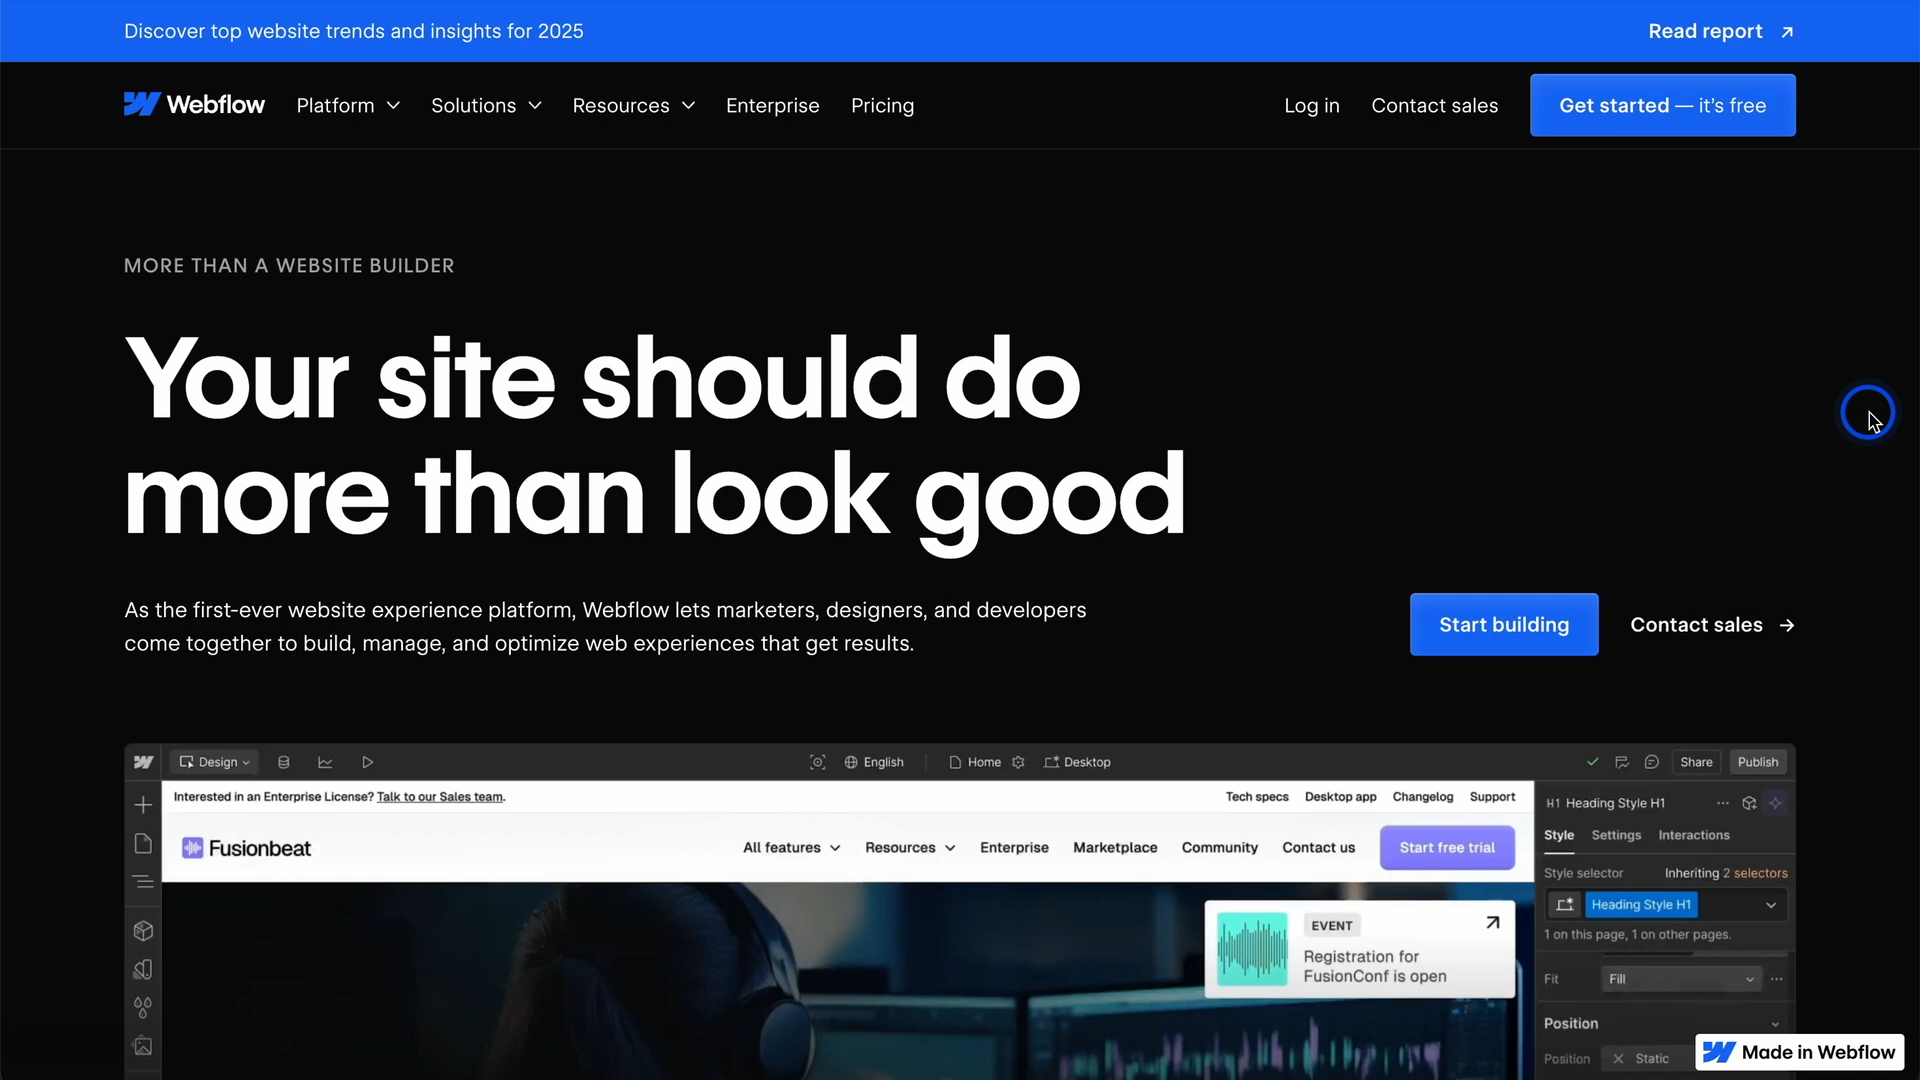 Discover top website trends and insights for 2025
Read report
Webflow
Platform
Solutions
Resources
Enterprise
Pricing
Log in
Contact sales
Get started — it's free
MORE THAN A WEBSITE BUILDER
Your site should do
more than look good
As the first-ever website experience platform, Webflow lets marketers, designers, and developers
come together to build, manage, and optimize web experiences that get results.
Start building
Contact sales
Design
English
Home
Desktop
Share
Publish
Interested in an Enterprise License? Talk to our Sales team.
Tech specs
Desktop app
Changelog
Support
Fusionbeat
All features
Resources
Enterprise
Marketplace
Community
Contact us
Start free trial
EVENT
Registration for
FusionConf is open
H1 Heading Style H1
Style
Settings
Interactions
Style selector
Inheriting 2 selectors
Heading Style H1
1 on this page, 1 on other pages.
Fit
Fill
Position
Position
Static
Made in Webflow